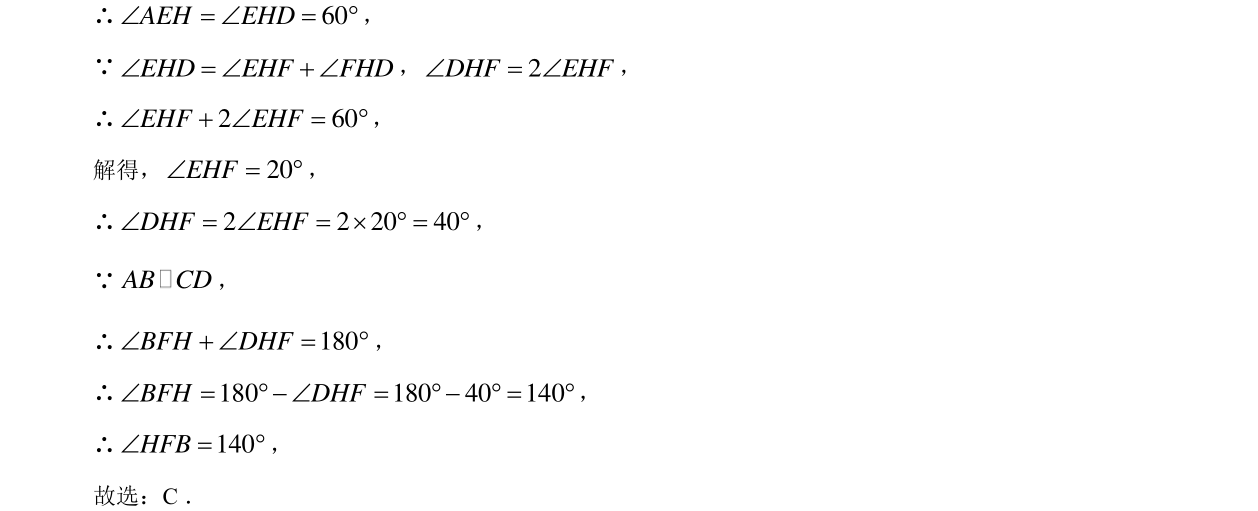 ∴∠AEH=∠EHD=60°，
∵∠EHD=∠EHF+∠FHD，∠DHF=2∠EHF，
∴∠EHF+2∠EHF=60°，
解得，∠EHF=20°，
∴∠DHF=2∠EHF=2×20°=40°，
∵AB□CD，
∴∠BFH+∠DHF=180°，
∴∠BFH=180°−∠DHF=180°−40°=140°，
∴∠HFB=140°，
故选：C．